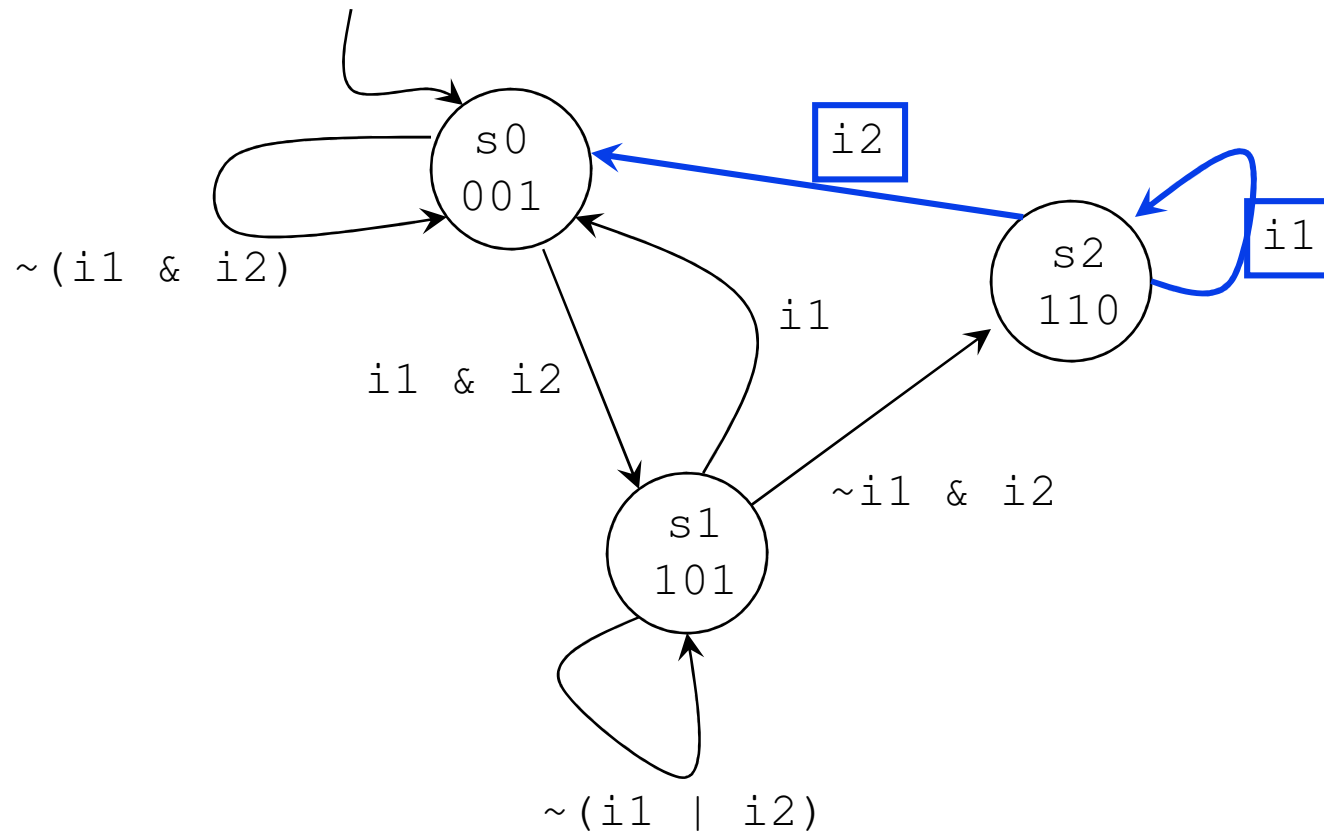 s0
001
i2
i1
s2
110
~(i1 & i2)
i1
i1 & i2
~i1 & i2
s1
101
~(i1 | i2)